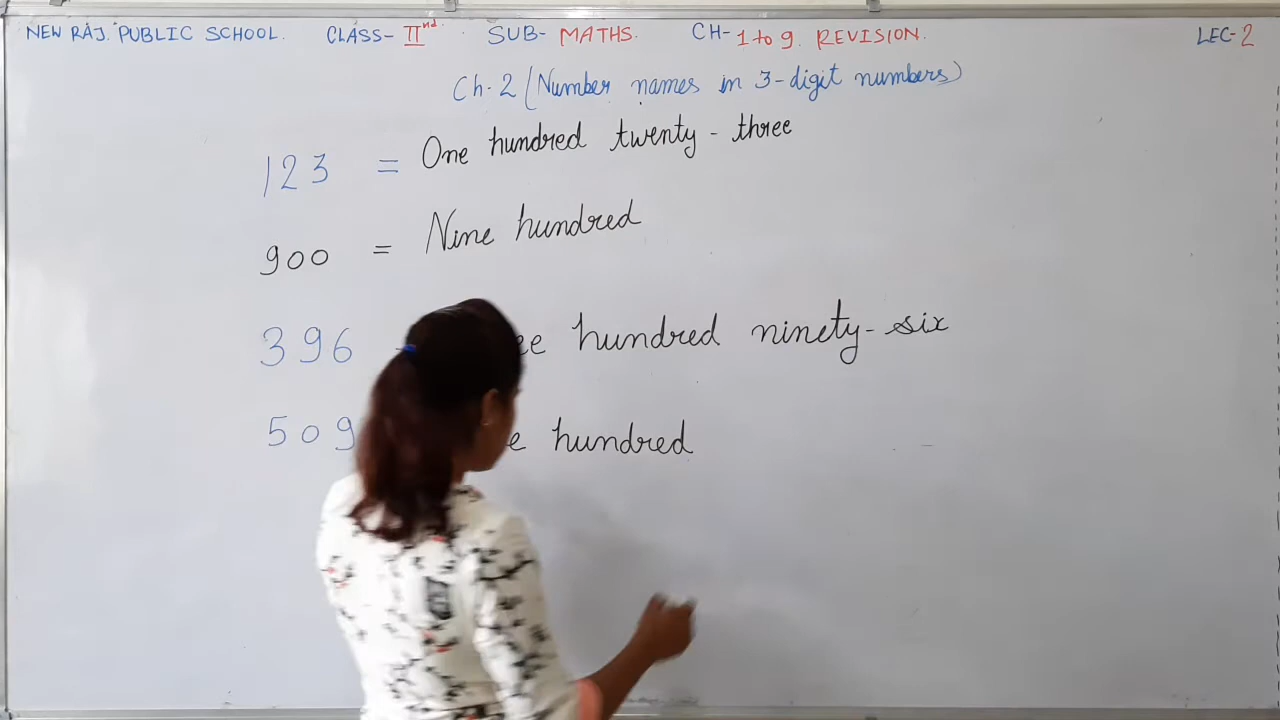 NEW RAJ. PUBLIC SCHOOL. CLASS- IInd. SUB- MATHS. CH- 1 to 9. REVISION. LEC-2
Ch-2 (Number names in 3-digit numbers)
123 = One hundred twenty-three
900 = Nine hundred
396 hundred ninety-six
509 hundred